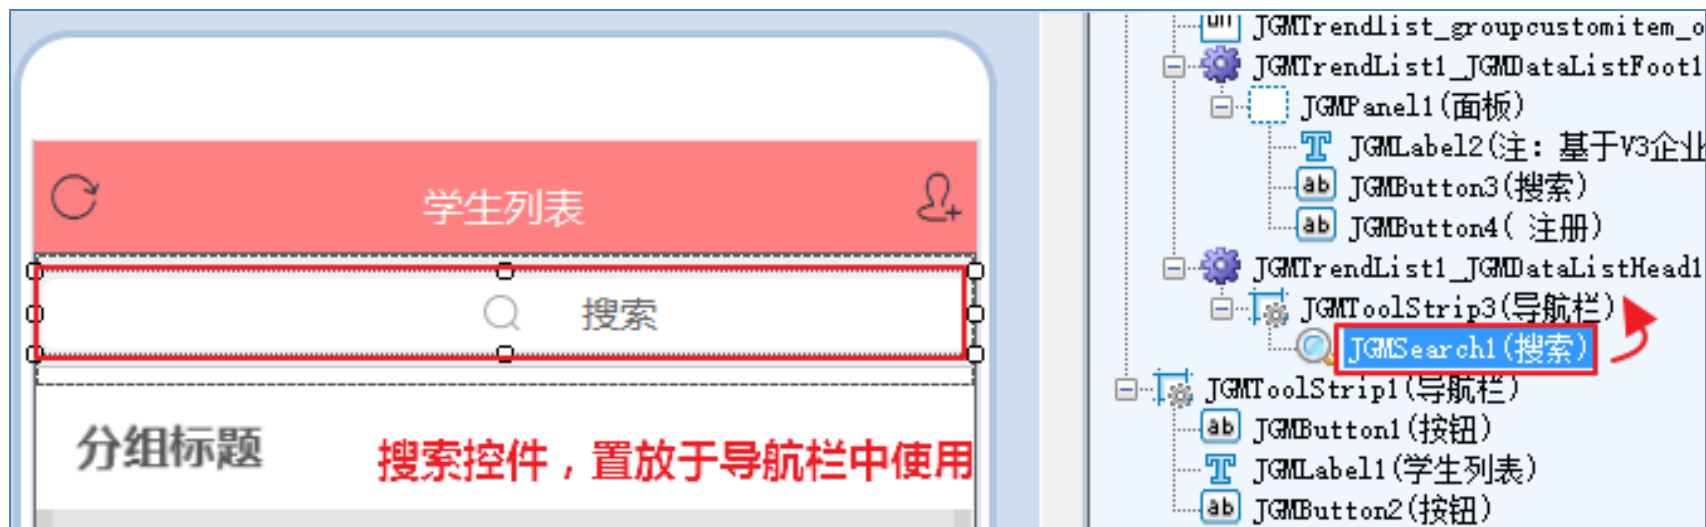 学生列表
搜索
分组标题
搜索控件，置放于导航栏中使用
JGMTrendList_groupcustomitem_o
JGMTrendList1_JGMDataListFoot1
JGMPanel1(面板)
JGMLabel2(注：基于V3企业
JGMButton3(搜索)
JGMButton4( 注册)
JGMTrendList1_JGMDataListHead1
JGMToolStrip3(导航栏)
JGMSearch1(搜索)
JGMToolStrip1(导航栏)
ab JGMButton1(按钮)
JGMLabel1(学生列表)
ab JGMButton2(按钮)